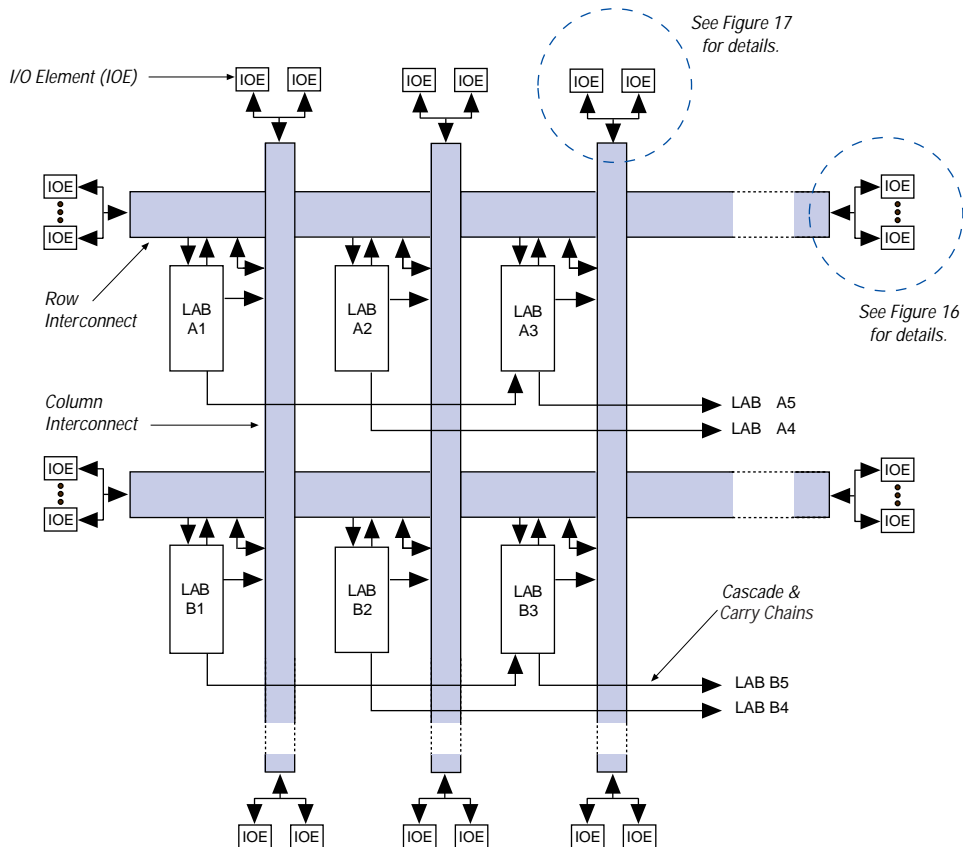 See Figure 17
for details.
I/O Element (IOE)
IOE IOE IOE IOE IOE IOE
IOE IOE
IOE IOE
LAB
A1
LAB
A2
LAB
A3
Row
Interconnect
See Figure 16
for details.
Column
Interconnect
LAB A5
LAB A4
IOE IOE
IOE IOE
LAB
B1
LAB
B2
LAB
B3
Cascade &
Carry Chains
LAB B5
LAB B4
IOE IOE IOE IOE IOE IOE